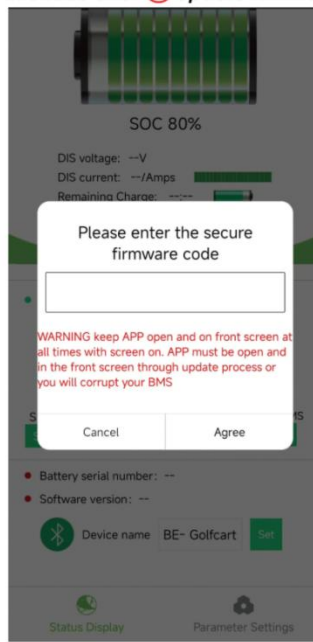 SOC 80%
DIS voltage: --V
DIS current: --/Amps
Remaining Charge: --:--
Please enter the secure
firmware code
WARNING keep APP open and on front screen at
all times with screen on. APP must be open and
in the front screen through update process or
you will corrupt your BMS
Cancel Agree
Battery serial number: --
Software version: --
Device name BE- Golfcart Set
Status Display Parameter Settings